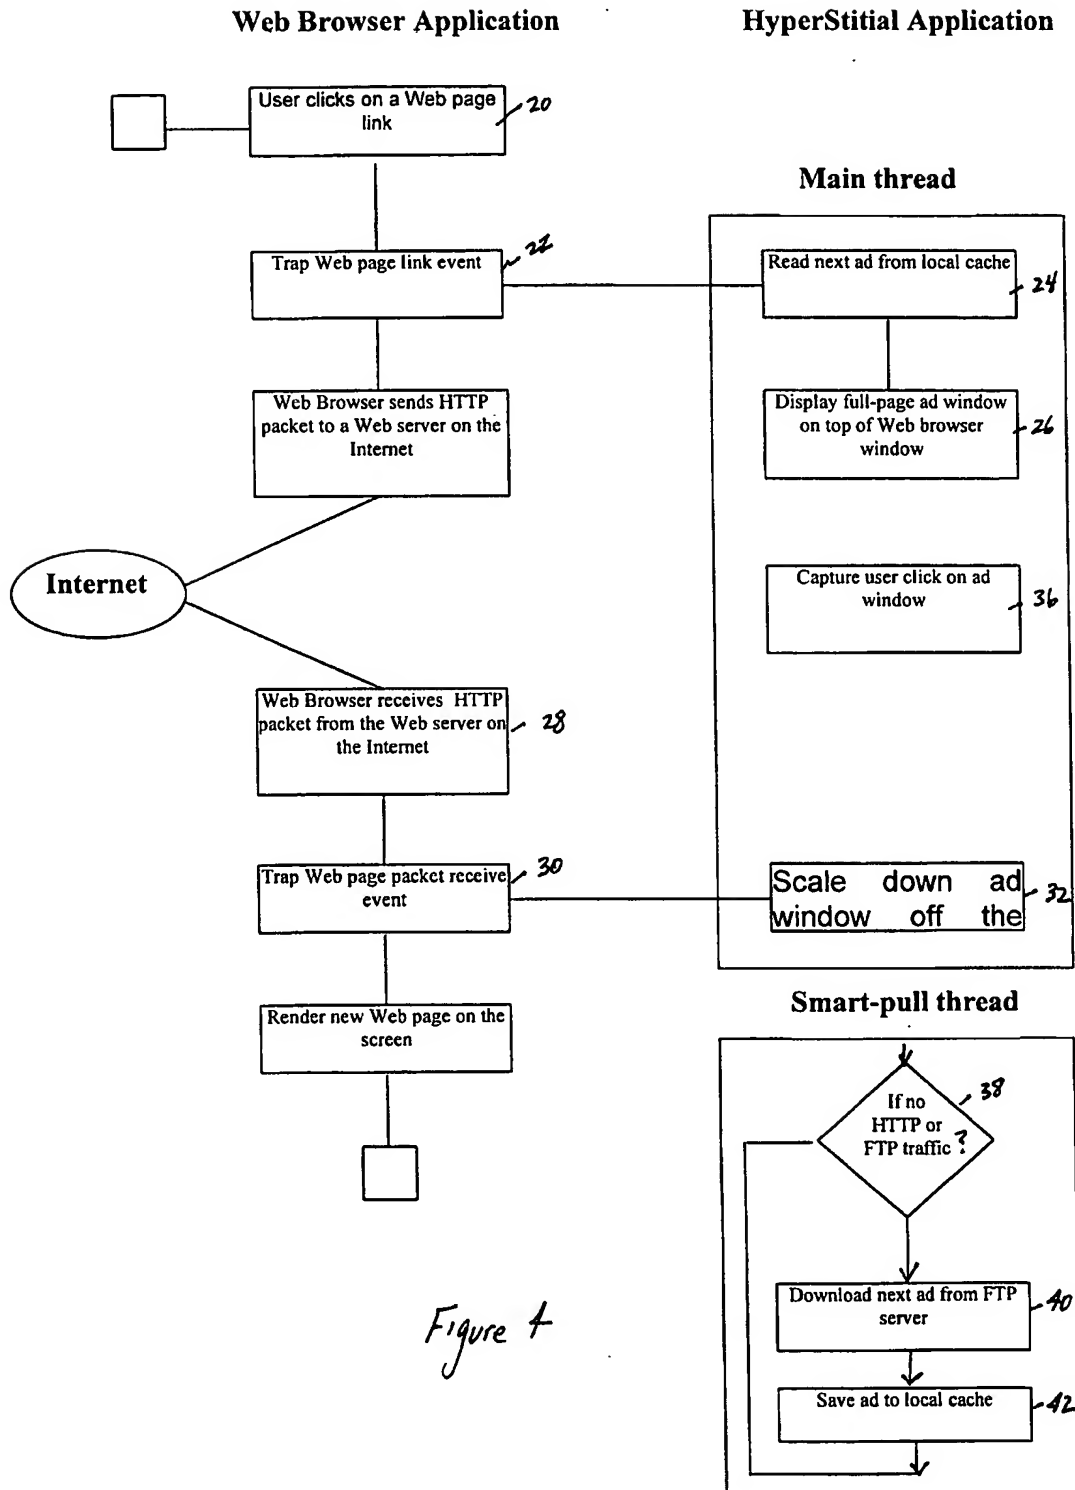 Web Browser Application
HyperStitial Application
User clicks on a Web page
link
20
Main thread
Trap Web page link event
22
Read next ad from local cache
24
Web Browser sends HTTP
packet to a Web server on the
Internet
Display full-page ad window
on top of Web browser
window
26
Internet
Capture user click on ad
window
36
Web Browser receives HTTP
packet from the Web server on
the Internet
28
Trap Web page packet receive
event
30
Scale down ad
window off the
32
Smart-pull thread
Render new Web page on the
screen
If no
HTTP or
FTP traffic ?
38
Download next ad from FTP
server
40
Figure 4
Save ad to local cache
42